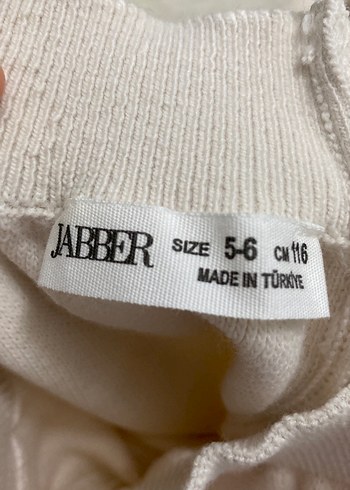 JABBER SIZE 5-6 CM 116
MADE IN TÜRKİYE